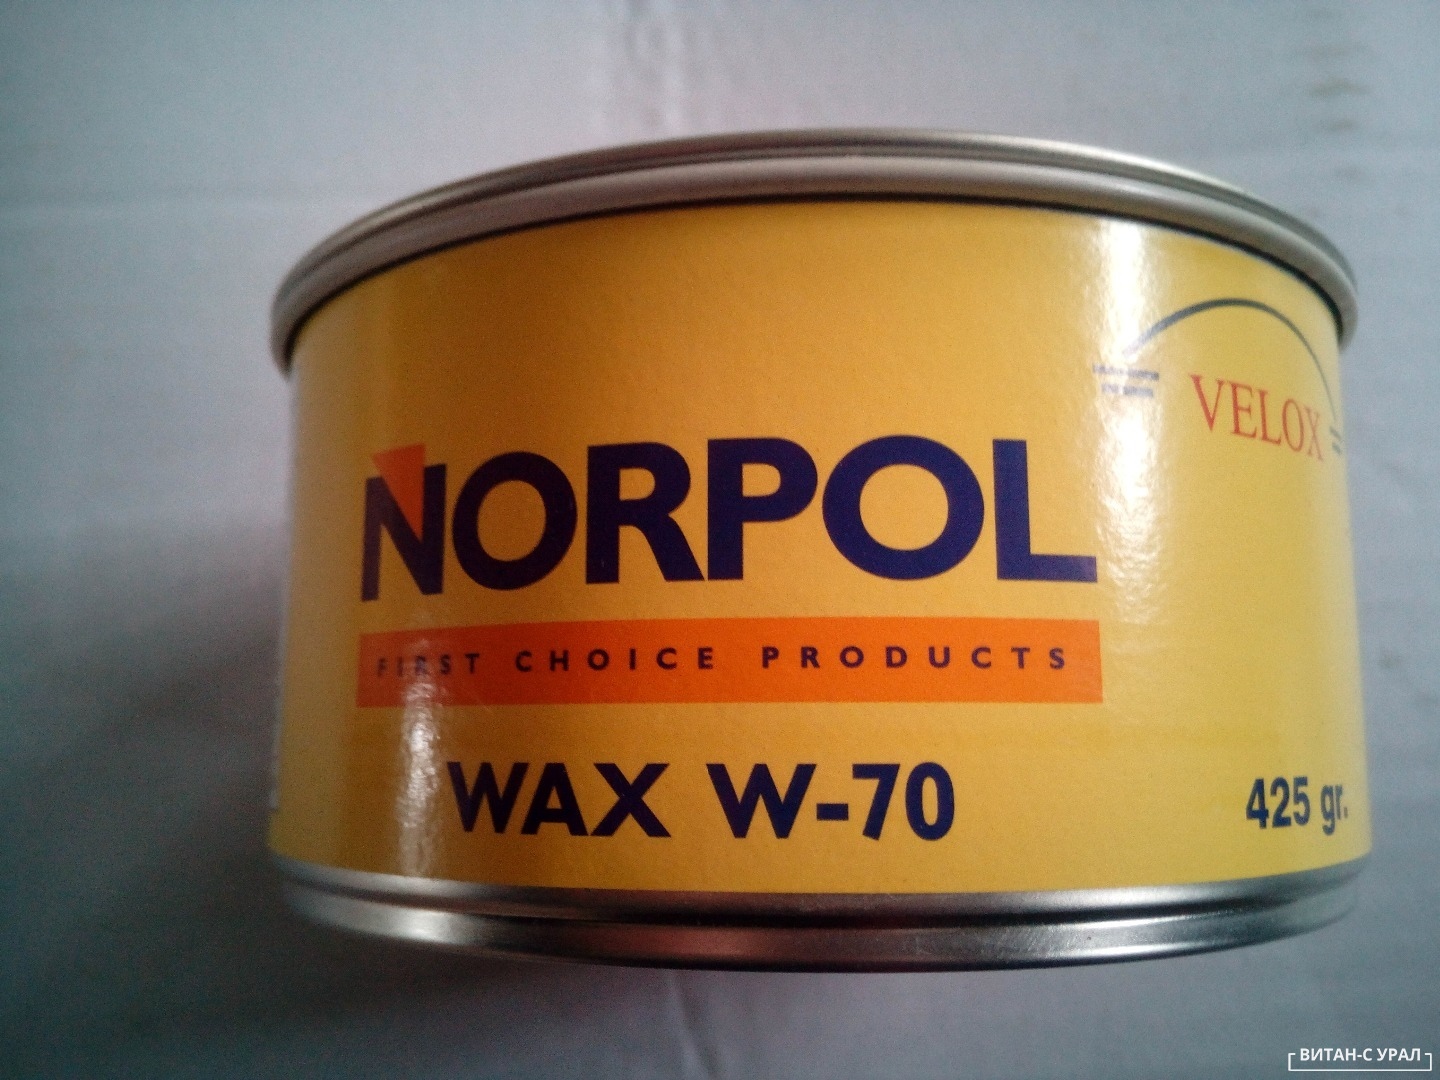 VELOX
NORPOL
FIRST CHOICE PRODUCTS
WAX W-70
425 gr.
ВИТАН-С УРАЛ